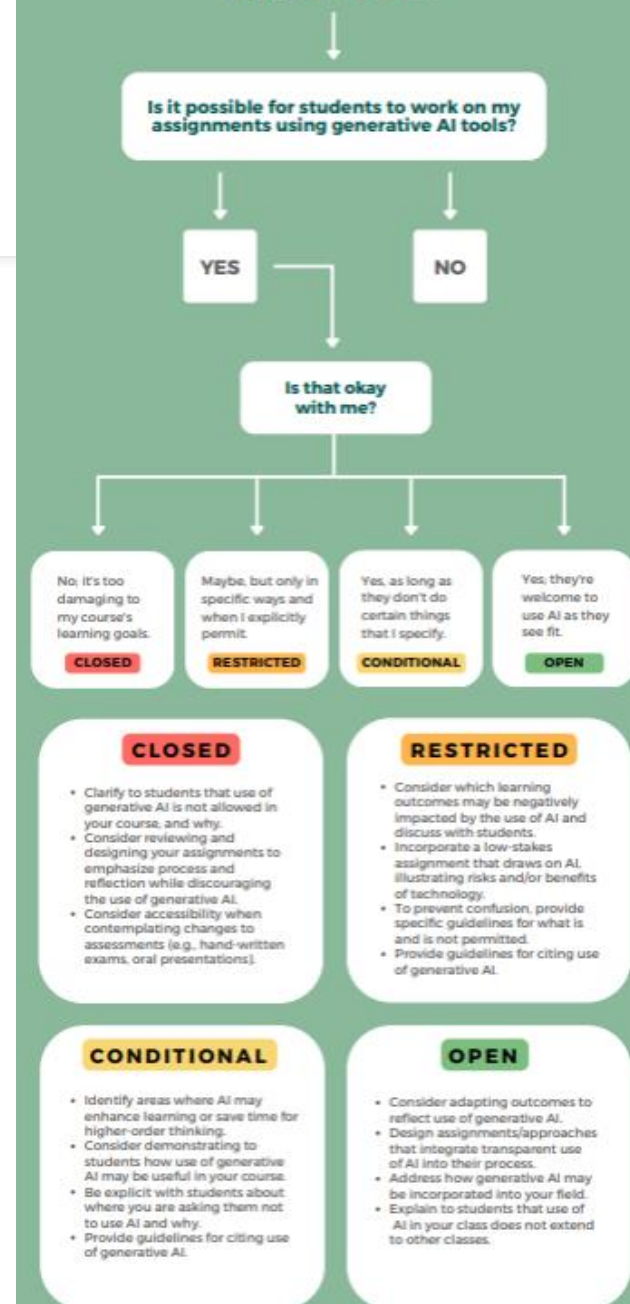 Is it possible for students to work on my
assignments using generative AI tools?
YES
NO
Is that okay
with me?
No; it's too
damaging to
my course's
learning goals.
CLOSED
Maybe, but only in
specific ways and
when I explicitly
permit.
RESTRICTED
Yes, as long as
they don't do
certain things
that I specify.
CONDITIONAL
Yes; they're
welcome to
use AI as they
see fit.
OPEN
CLOSED
• Clarify to students that use of
generative AI is not allowed in
your course, and why.
• Consider reviewing and
designing your assignments to
emphasize process and
reflection while discouraging
the use of generative AI.
• Consider accessibility when
contemplating changes to
assessments (e.g., hand-written
exams, oral presentations).
RESTRICTED
• Consider which learning
outcomes may be negatively
impacted by the use of AI and
discuss with students.
• Incorporate a low-stakes
assignment that draws on AI,
illustrating risks and/or benefits
of technology.
• To prevent confusion, provide
specific guidelines for what is
and is not permitted.
• Provide guidelines for citing use
of generative AI.
CONDITIONAL
• Identify areas where AI may
enhance learning or save time for
higher-order thinking.
• Consider demonstrating to
students how use of generative
AI may be useful in your course.
• Be explicit with students about
where you are asking them not
to use AI and why.
• Provide guidelines for citing use
of generative AI.
OPEN
• Consider adapting outcomes to
reflect use of generative AI.
• Design assignments/approaches
that integrate transparent use
of AI into their process.
• Address how generative AI may
be incorporated into your field.
• Explain to students that use of
AI in your class does not extend
to other classes.